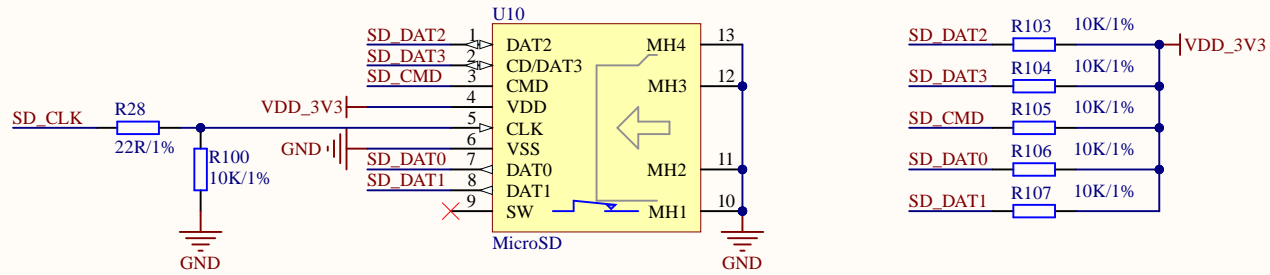 U10
SD_DAT2 1 DAT2 MH4 13
SD_DAT3 2 CD/DAT3
SD_CMD 3 CMD MH3 12
VDD_3V3 4 VDD
SD_CLK R28 22R/1% 5 CLK
GND 6 VSS
R100
10K/1%
SD_DAT0 7 DAT0 MH2 11
SD_DAT1 8 DAT1
9 SW MH1 10
MicroSD
GND
GND
SD_DAT2 R103 10K/1% VDD_3V3
SD_DAT3 R104 10K/1%
SD_CMD R105 10K/1%
SD_DAT0 R106 10K/1%
SD_DAT1 R107 10K/1%